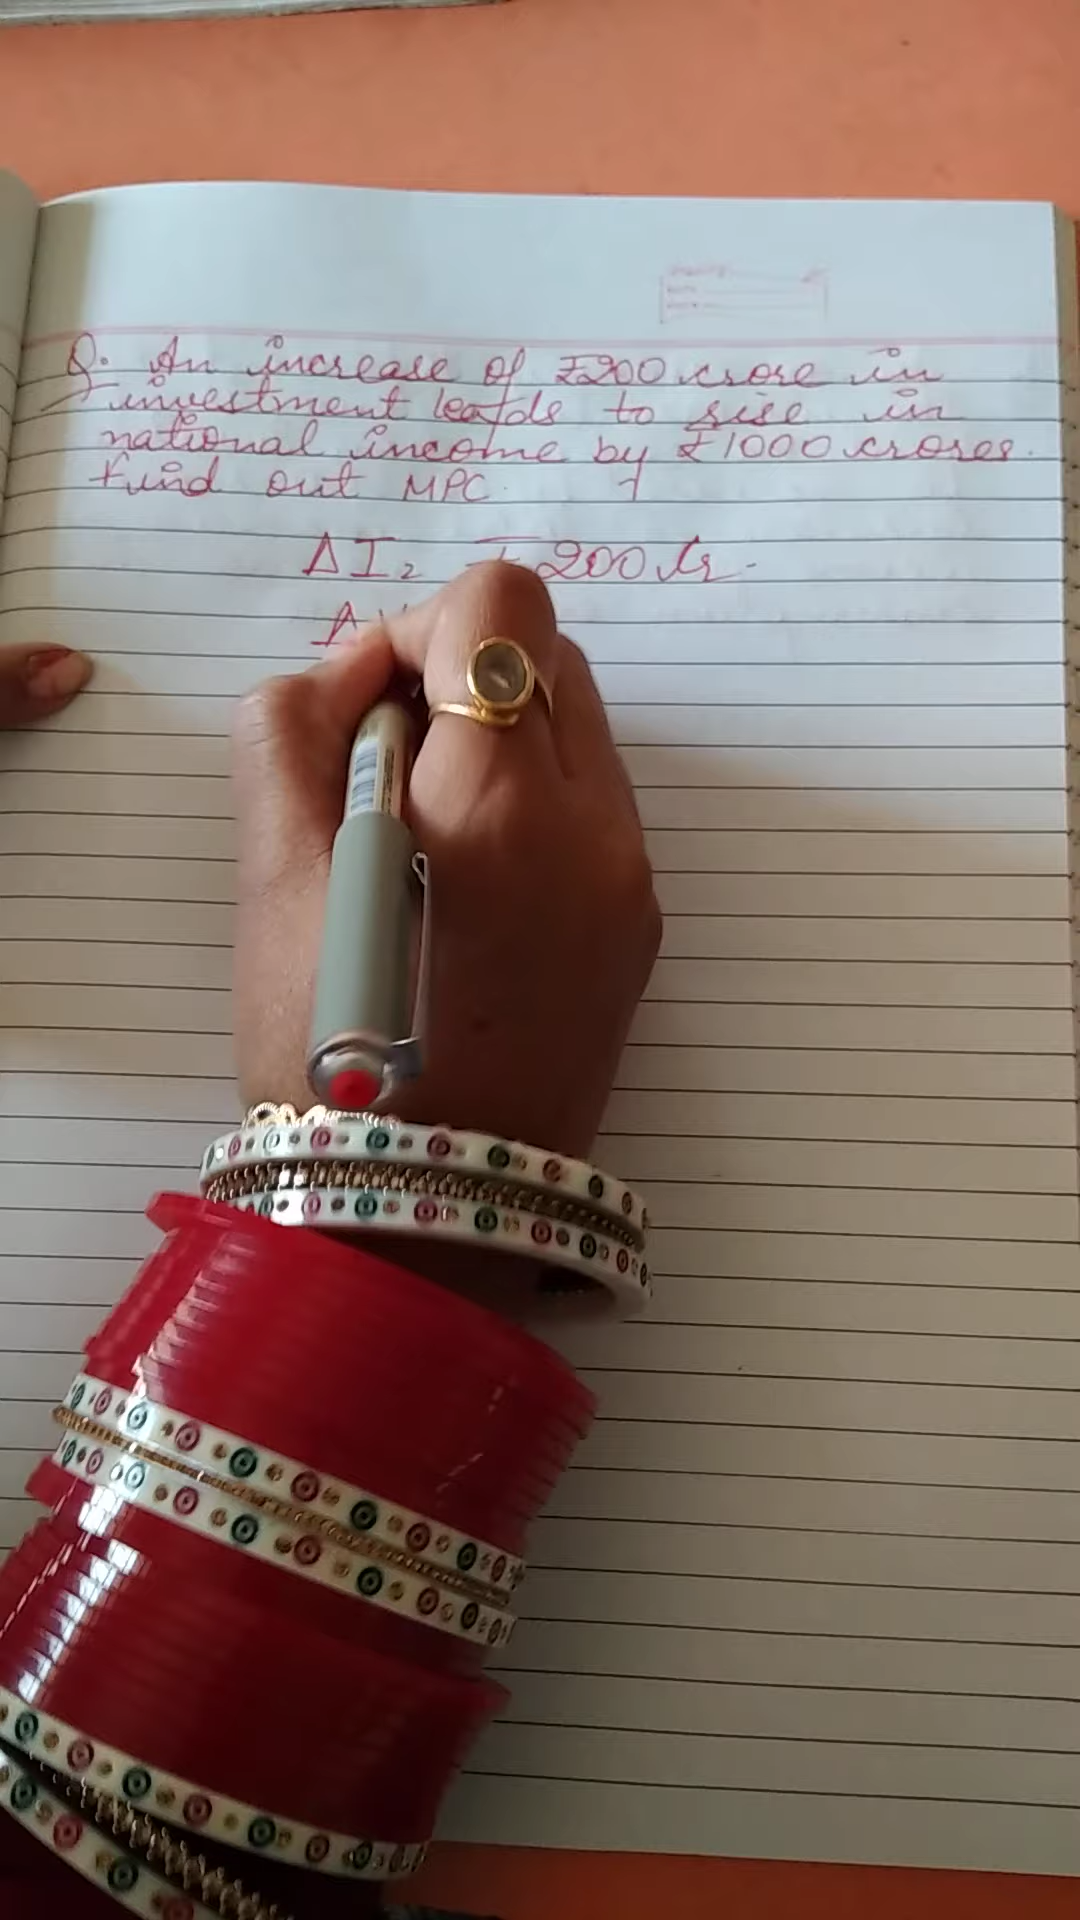 Q. An increase of ₹200 crore in
investment leads to rise in
national income by ₹1000 crores.
Find out MPC.
ΔI = ₹ 200 Cr.
ΔY